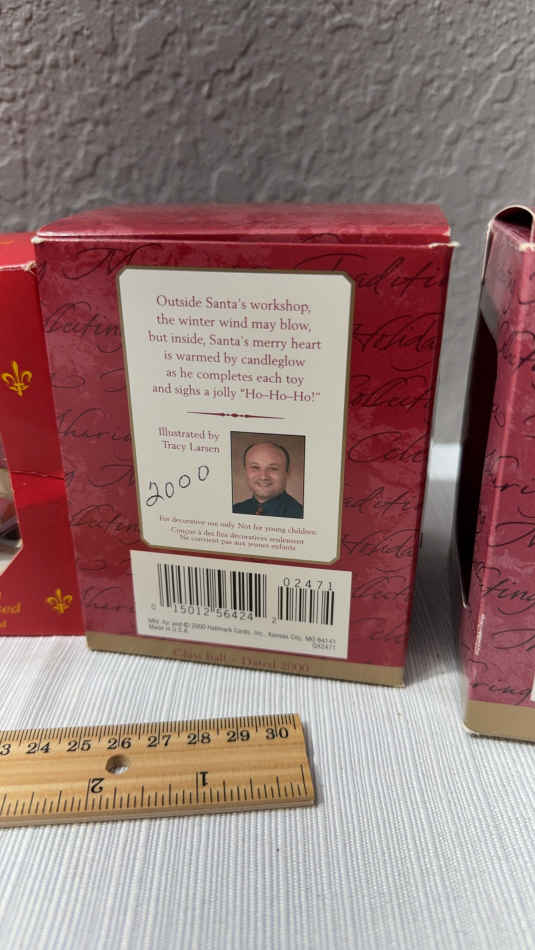 Outside Santa's workshop,
the winter wind may blow,
but inside, Santa's merry heart
is warmed by candleglow
as he completes each toy
and sighs a jolly "Ho–Ho–Ho!"
Illustrated by
Tracy Larsen
2000
For decorative use only. Not for young children.
Conçus à des fins décoratives seulement
Ne convient pas aux jeunes enfants
02471
0 15012 56424 2
Mfd. for and © 2000 Hallmark Cards, Inc., Kansas City, MO 64141
Made in U.S.A. QX2471
Glass Ball - Dated 2000
3 24 25 26 27 28 29 30
2 1